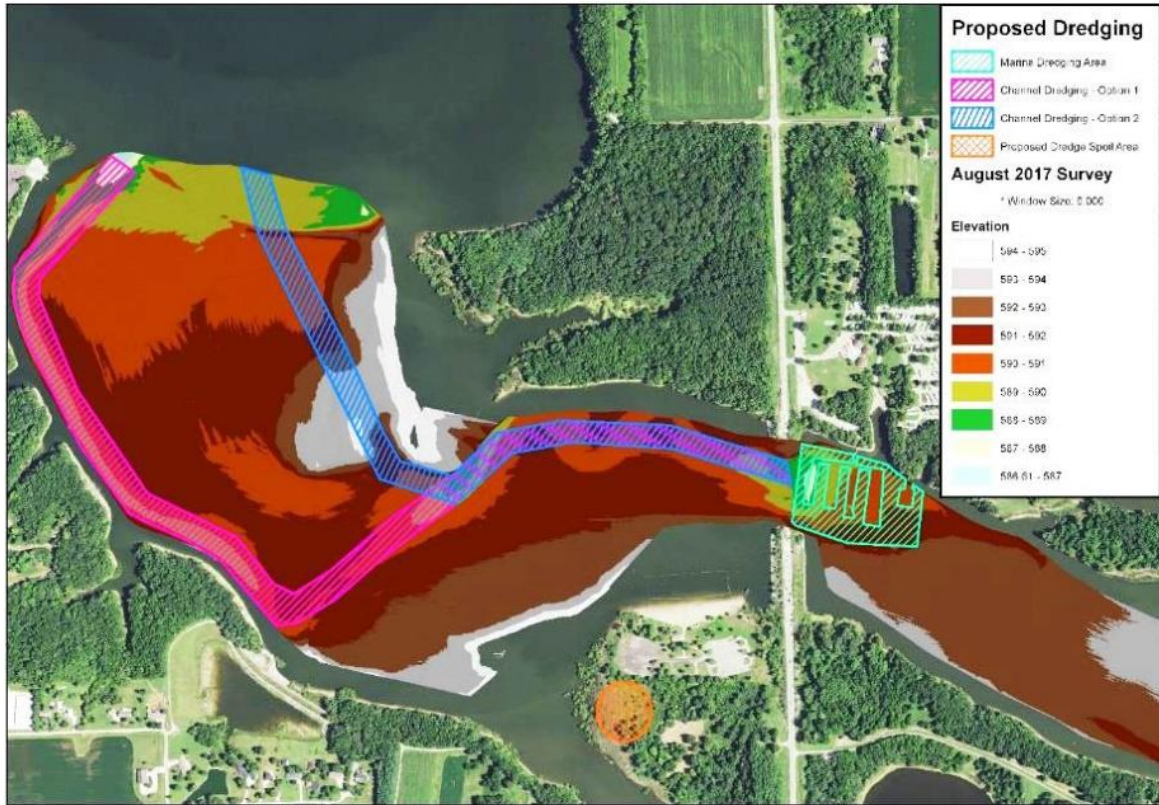 Proposed Dredging
Marina Dredging Area
Channel Dredging - Option 1
Channel Dredging - Option 2
Proposed Dredge Spoil Area
August 2017 Survey
* Window Size: 0.000
Elevation
594 - 595
593 - 594
592 - 593
591 - 592
590 - 591
589 - 590
588 - 589
587 - 588
586.61 - 587